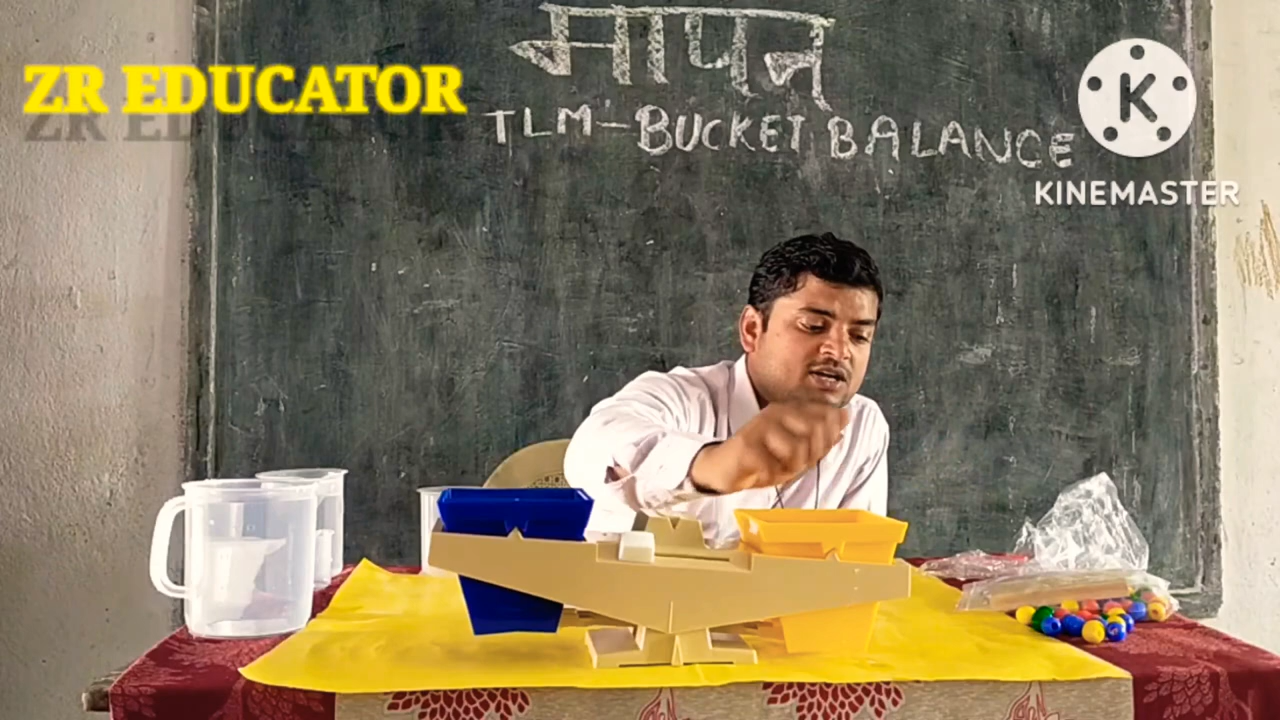 मापन
ZR EDUCATOR
TLM-BUCKET BALANCE
K
KINEMASTER